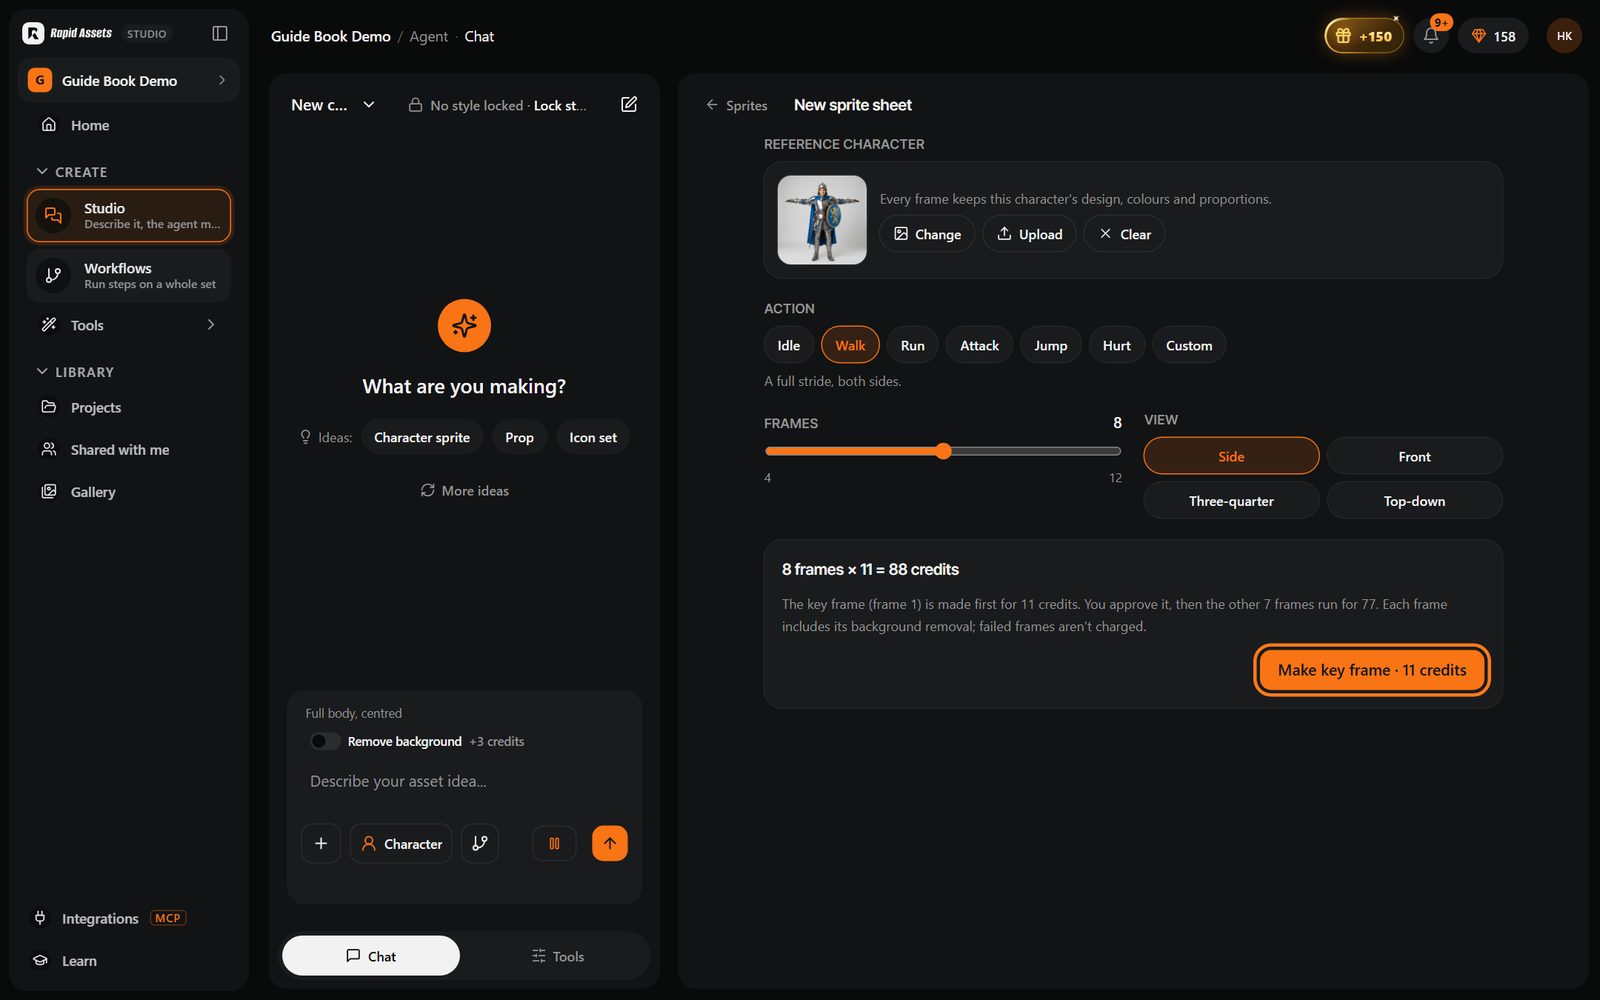 Rapid Assets STUDIO
Guide Book Demo / Agent · Chat
+150
9+
158
HK
G Guide Book Demo
Home
CREATE
Studio
Describe it, the agent m...
Workflows
Run steps on a whole set
Tools
LIBRARY
Projects
Shared with me
Gallery
Integrations MCP
Learn
New c...
No style locked · Lock st...
What are you making?
Ideas: Character sprite Prop Icon set
More ideas
Full body, centred
Remove background +3 credits
Describe your asset idea...
Character
Chat Tools
Sprites New sprite sheet
REFERENCE CHARACTER
Every frame keeps this character's design, colours and proportions.
Change Upload Clear
ACTION
Idle Walk Run Attack Jump Hurt Custom
A full stride, both sides.
FRAMES 8
4 12
VIEW
Side Front
Three-quarter Top-down
8 frames × 11 = 88 credits
The key frame (frame 1) is made first for 11 credits. You approve it, then the other 7 frames run for 77. Each frame
includes its background removal; failed frames aren't charged.
Make key frame · 11 credits